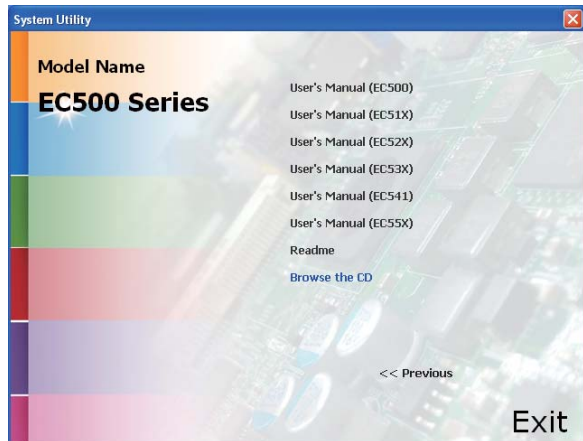 System Utility
Model Name
EC500 Series
User's Manual (EC500)
User's Manual (EC51X)
User's Manual (EC52X)
User's Manual (EC53X)
User's Manual (EC541)
User's Manual (EC55X)
Readme
Browse the CD
<< Previous
Exit